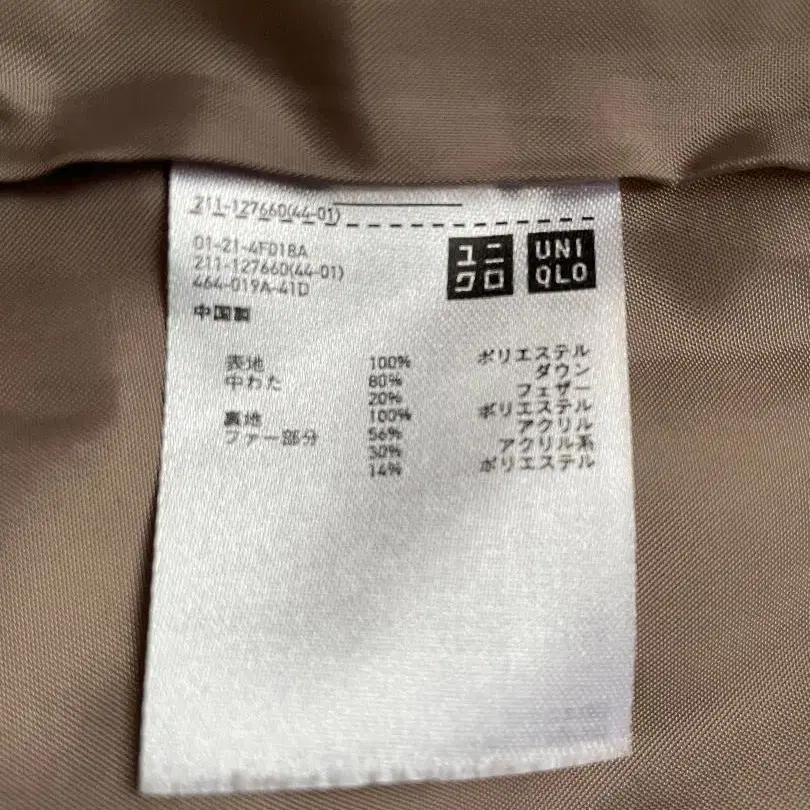 211-127660(44-01)
01-21-4F018A
211-127660(44-01)
464-019A-41D
中国製
ユニ
クロ
UNI
QLO
表地 100% ポリエステル
中わた 80% ダウン
20% フェザー
裏地 100% ポリエステル
ファー部分 56% アクリル
30% アクリル系
14% ポリエステル